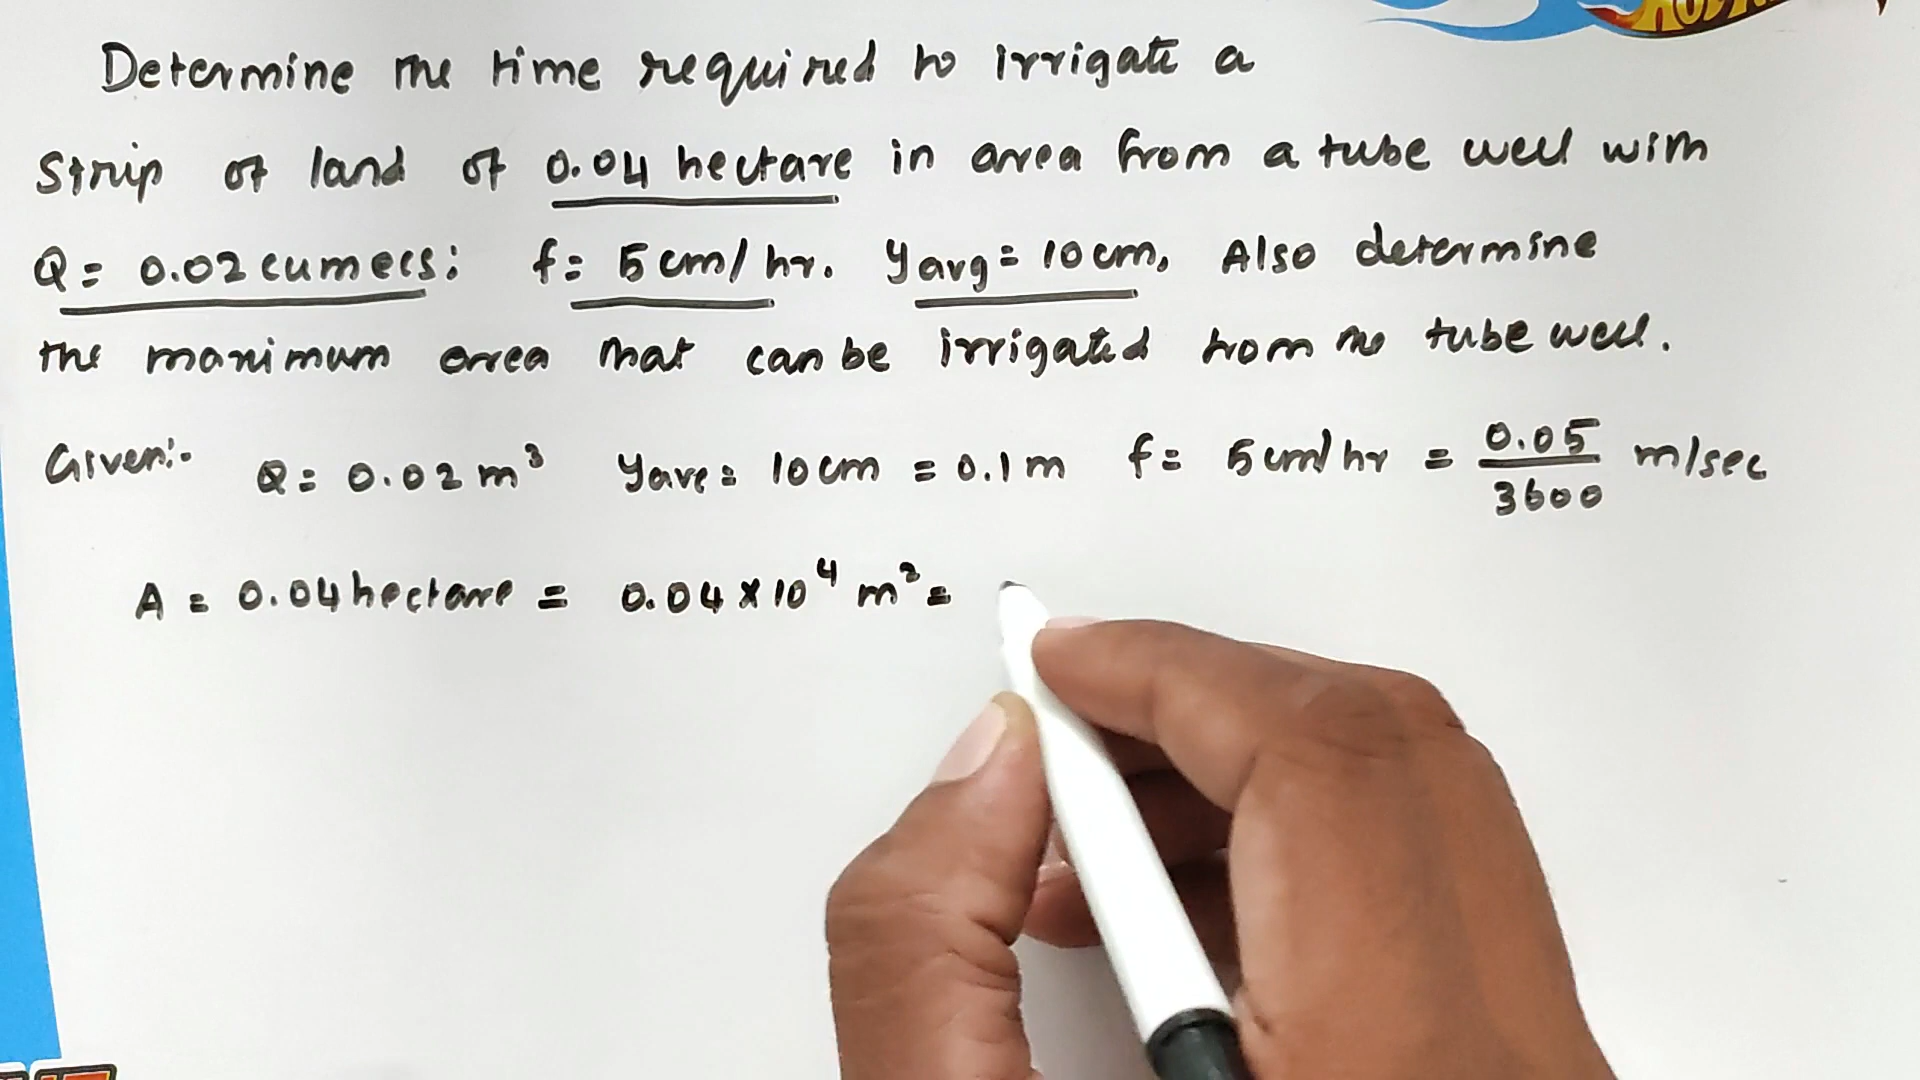 Determine the time required to irrigate a
Strip of land of 0.04 hectare in area from a tube well with
Q = 0.02 cumecs; f = 5 cm/hr. yavg = 10 cm, Also determine
the maximum area that can be irrigated from the tube well.
Given:- Q = 0.02 m³ yave = 10 cm = 0.1 m f = 5 cm/hr = 0.05/3600 m/sec
A = 0.04 hectare = 0.04 × 10⁴ m² =